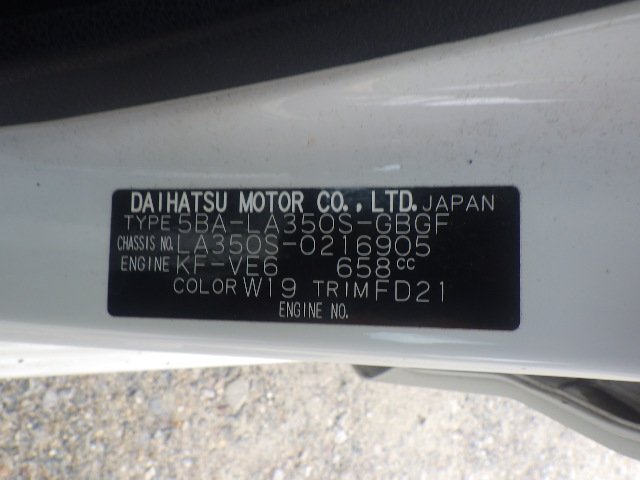 DAIHATSU MOTOR CO., LTD. JAPAN
TYPE 5BA-LA350S-GBGF
CHASSIS NO. LA350S-0216905
ENGINE KF-VE6 658cc
COLOR W19 TRIM FD21
ENGINE NO.